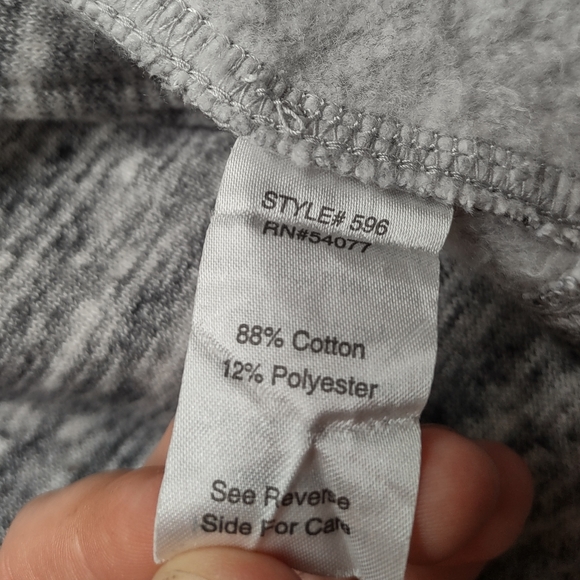 STYLE# 596
RN#54077
88% Cotton
12% Polyester
See Reverse
Side For Care